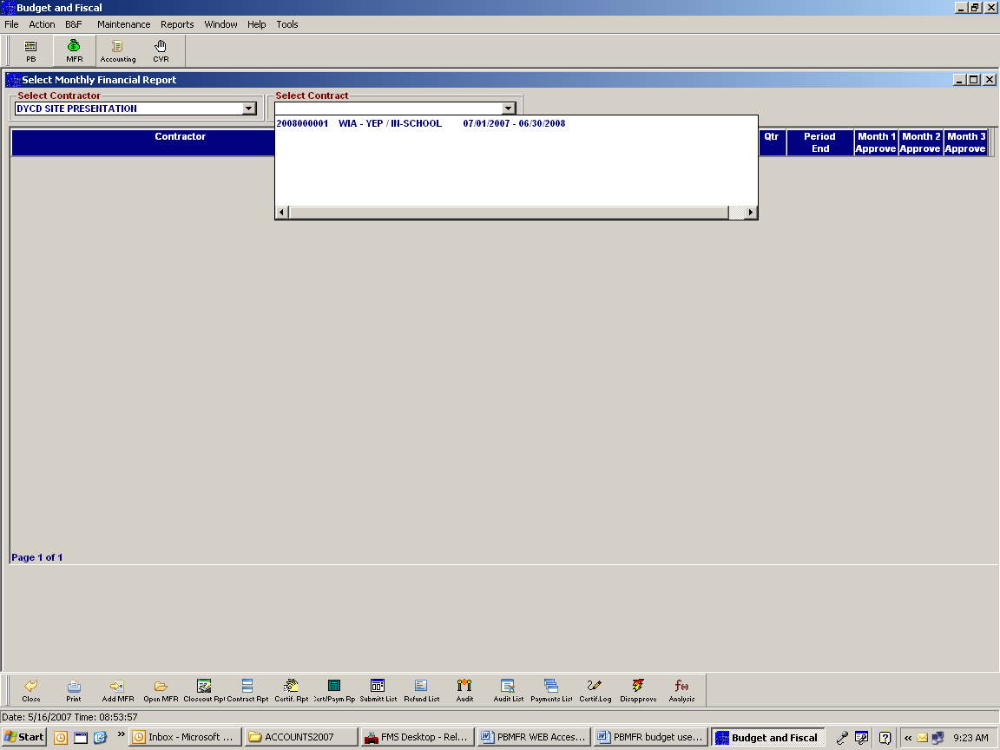 Budget and Fiscal
File Action B&F Maintenance Reports Window Help Tools
PB MFR Accounting CVR
Select Monthly Financial Report
Select Contractor Select Contract
DYCD SITE PRESENTATION
2008000001 WIA - YEP / IN-SCHOOL 07/01/2007 - 06/30/2008
Contractor Qtr Period End Month 1 Approve Month 2 Approve Month 3 Approve
Page 1 of 1
Close Print Add MFR Open MFR Closeout Rpt Contract Rpt Certif. Rpt Cert/Paym Rp Submitt List Refund List Audit Audit List Payments List Certif.Log Disapprove Analysis
Date: 5/16/2007 Time: 08:53:57
Start » Inbox - Microsoft ... ACCOUNTS2007 FMS Desktop - Rel... PBMFR WEB Acces... PBMFR budget use... Budget and Fiscal « 9:23 AM